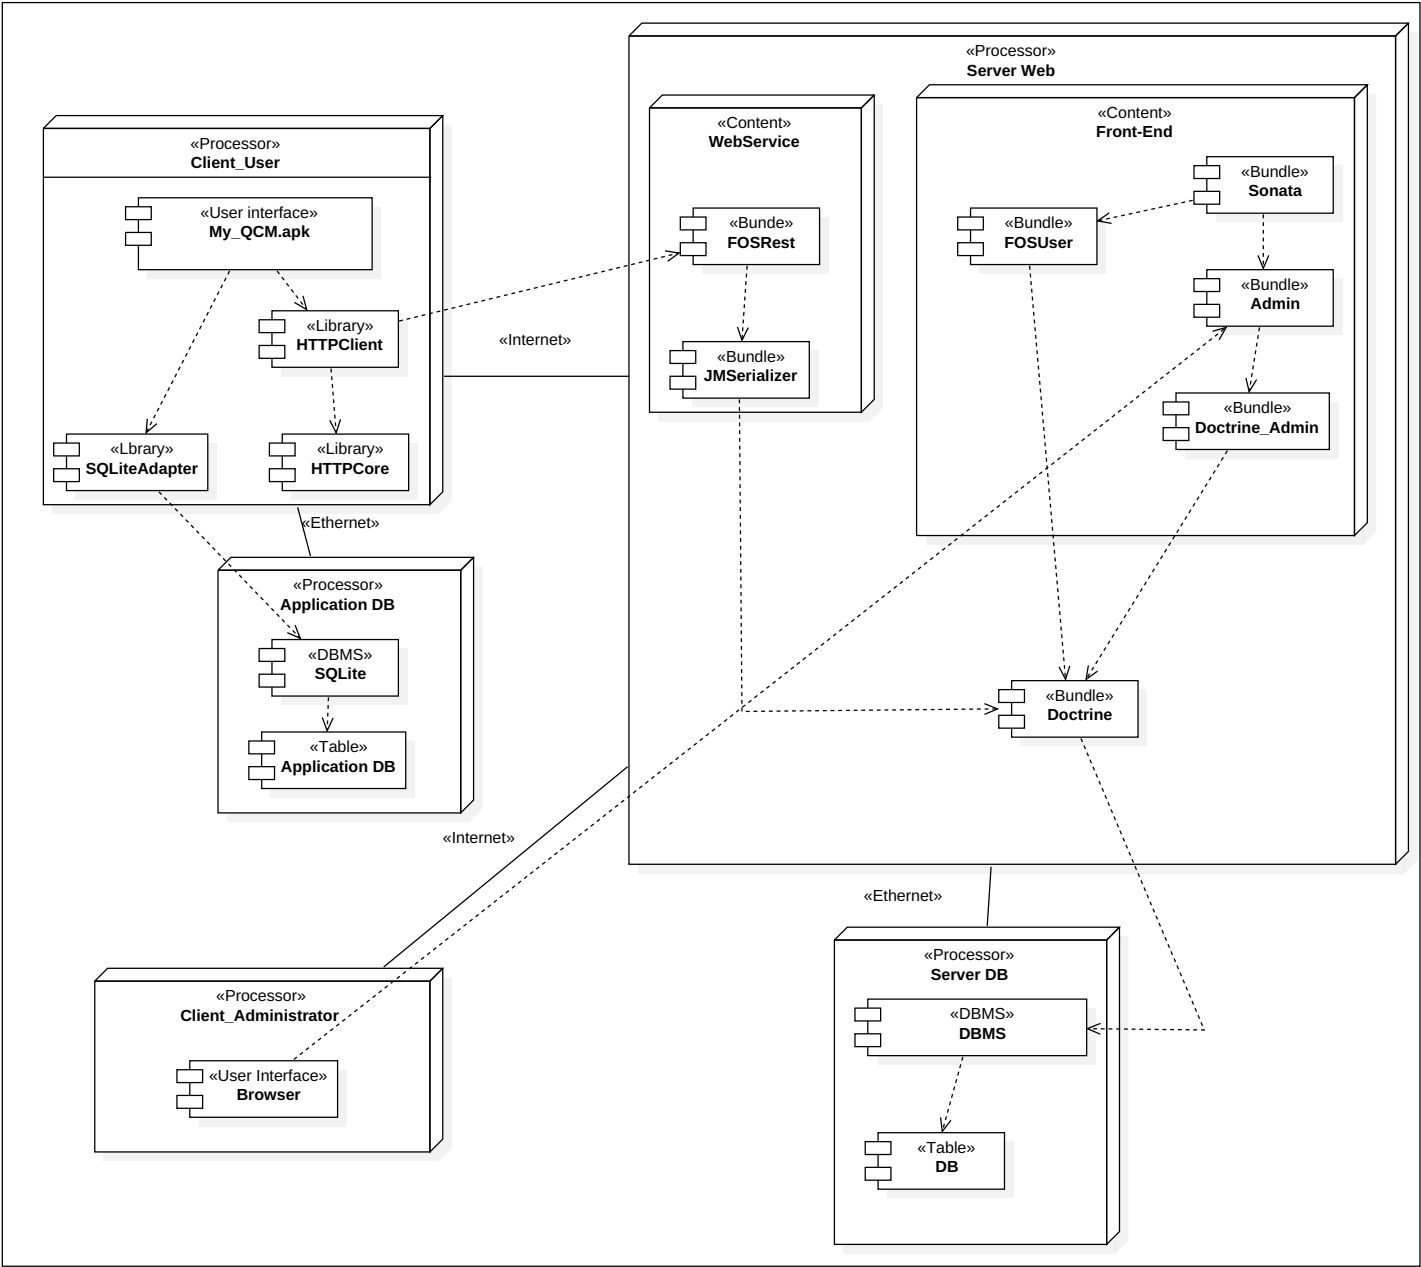 «Processor»
Server Web
«Content»
WebService
«Bunde»
FOSRest
«Bundle»
JMSerializer
«Content»
Front-End
«Bundle»
Sonata
«Bundle»
FOSUser
«Bundle»
Admin
«Bundle»
Doctrine_Admin
«Bundle»
Doctrine
«Processor»
Client_User
«User interface»
My_QCM.apk
«Library»
HTTPClient
«Lbrary»
SQLiteAdapter
«Library»
HTTPCore
«Internet»
«Ethernet»
«Processor»
Application DB
«DBMS»
SQLite
«Table»
Application DB
«Internet»
«Ethernet»
«Processor»
Client_Administrator
«User Interface»
Browser
«Processor»
Server DB
«DBMS»
DBMS
«Table»
DB